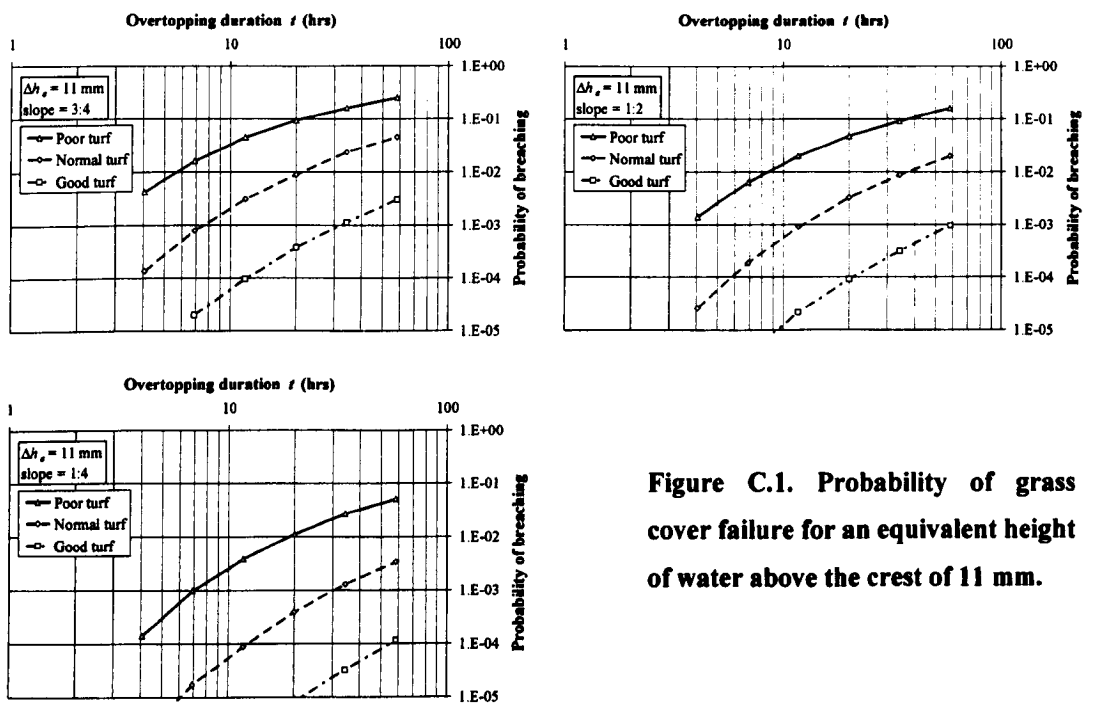 Overtopping duration t (hrs)
1 10 100
Δhₑ = 11 mm
slope = 3:4
Poor turf
Normal turf
Good turf
1.E+00
1.E-01
1.E-02
1.E-03
1.E-04
1.E-05
Probability of breaching
Overtopping duration t (hrs)
1 10 100
Δhₑ = 11 mm
slope = 1:2
Poor turf
Normal turf
Good turf
1.E+00
1.E-01
1.E-02
1.E-03
1.E-04
1.E-05
Probability of breaching
Overtopping duration t (hrs)
1 10 100
Δhₑ = 11 mm
slope = 1:4
Poor turf
Normal turf
Good turf
1.E+00
1.E-01
1.E-02
1.E-03
1.E-04
1.E-05
Probability of breaching
Figure C.1. Probability of grass
cover failure for an equivalent height
of water above the crest of 11 mm.